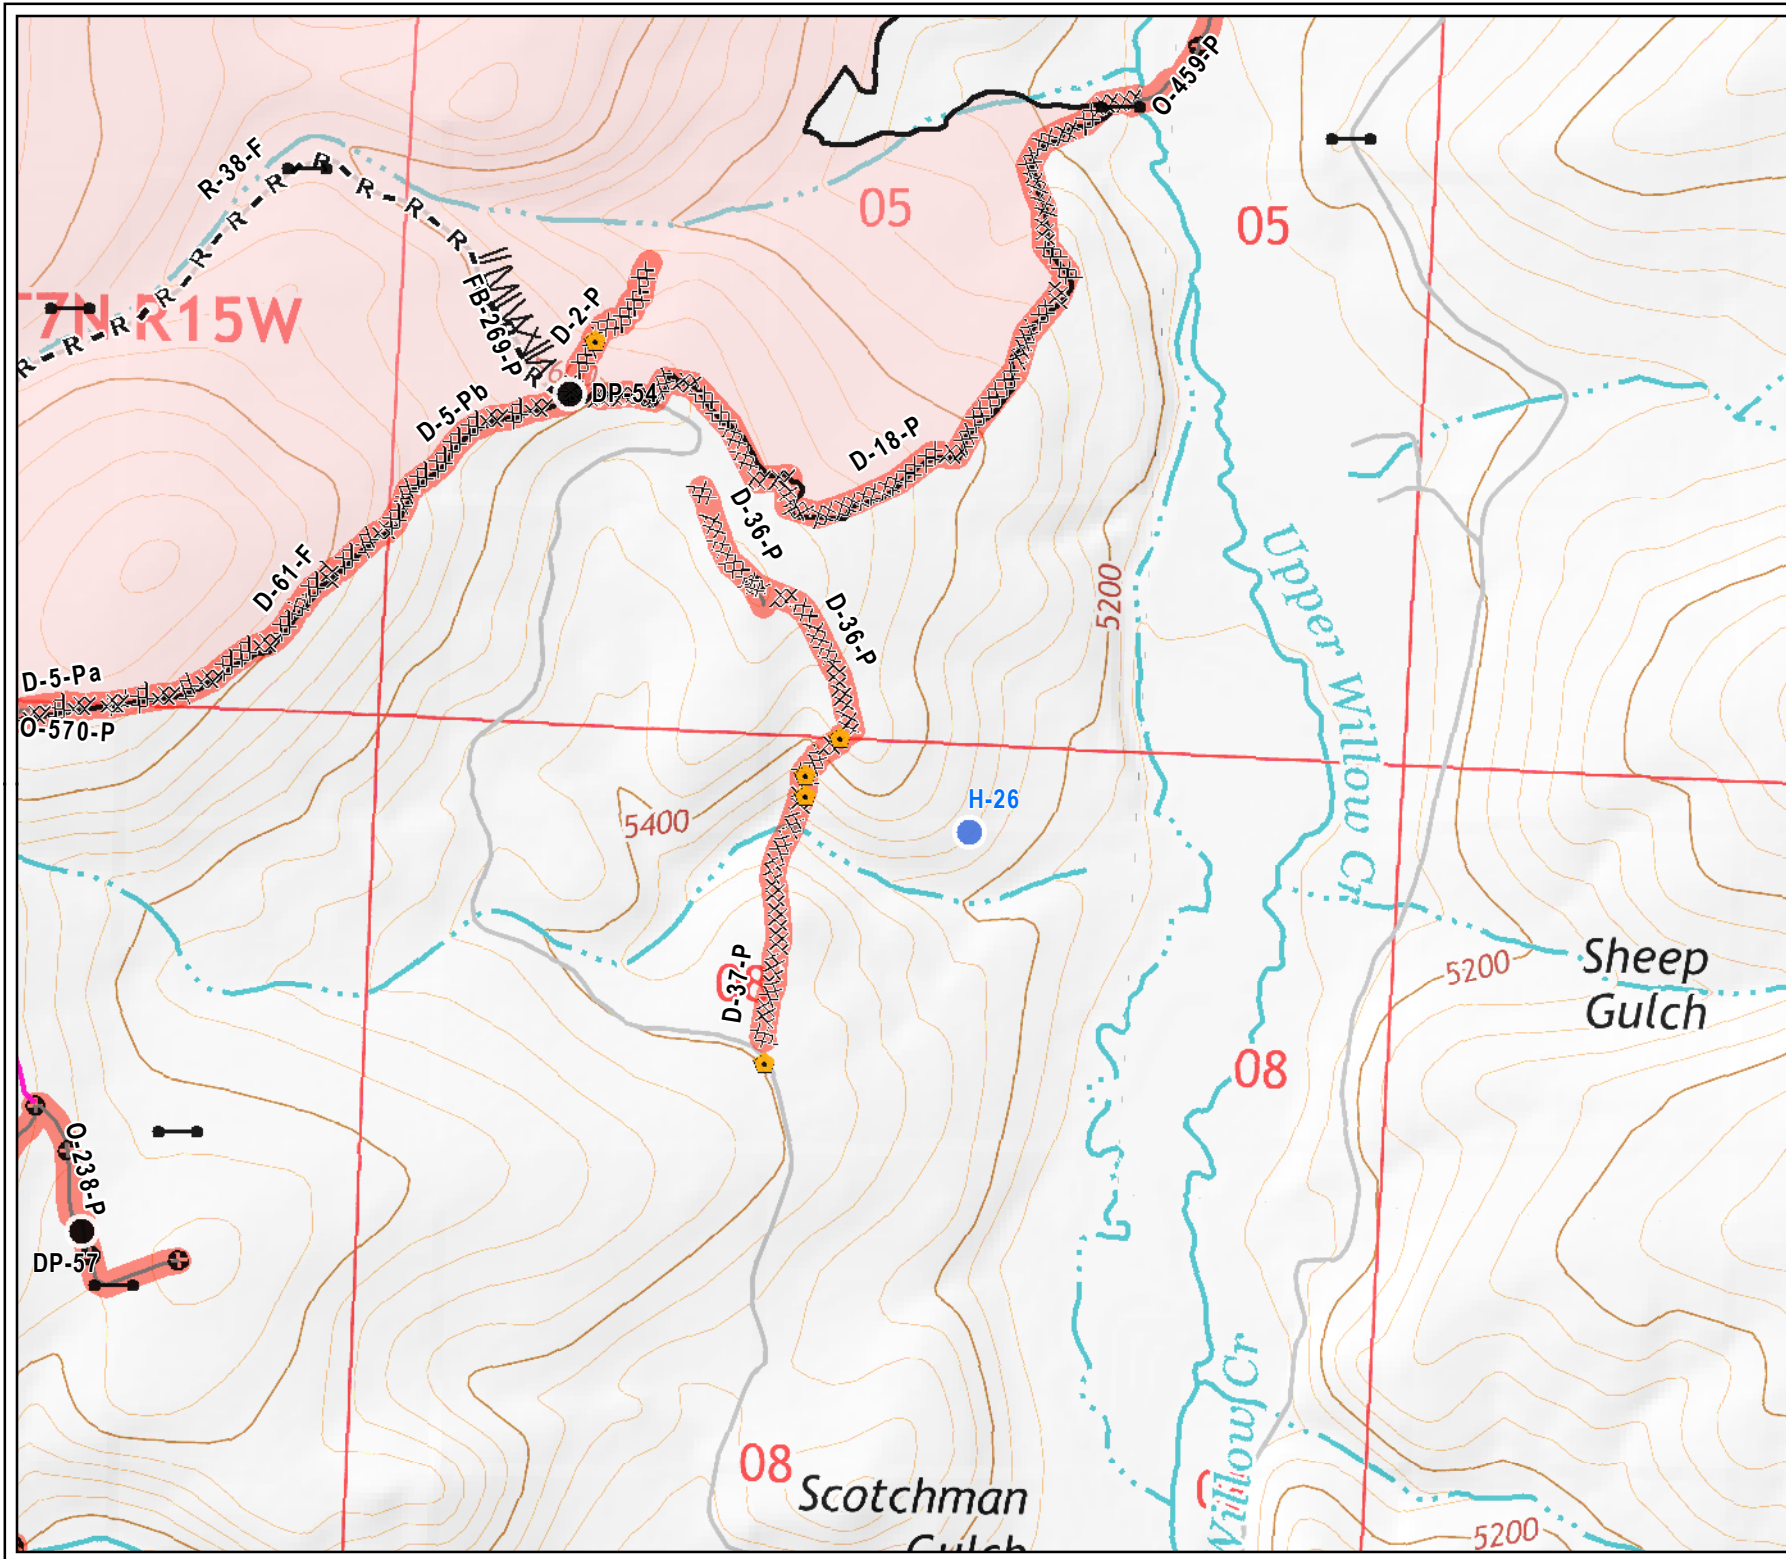 O-459-P
R-38-F
05
05
T7N R15W
FB-269-P
D-2-P
DP-54
D-5-Pb
D-18-P
D-36-P
Upper Willow Cr
D-61-F
5200
D-36-P
D-5-Pa
O-570-P
H-26
5400
Sheep
Gulch
5200
D-37-P
08
O-238-P
DP-57
Willow Cr
08
Scotchman
Gulch
5200
R R R R R R R R R R R R